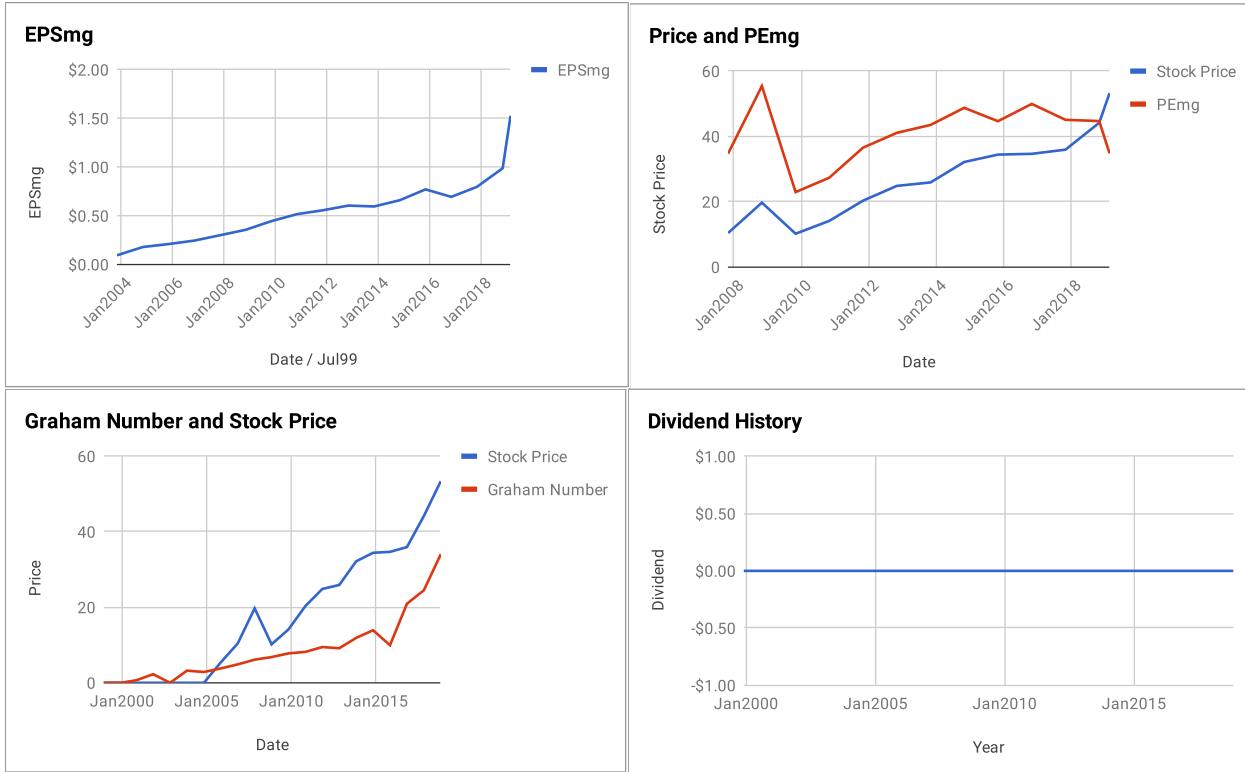 EPSmg
$2.00
$1.50
$1.00
$0.50
$0.00
EPSmg
EPSmg
Jan2004
Jan2006
Jan2008
Jan2010
Jan2012
Jan2014
Jan2016
Jan2018
Date / Jul99
Price and PEmg
60
40
20
0
Stock Price
Stock Price
PEmg
Jan2008
Jan2010
Jan2012
Jan2014
Jan2016
Jan2018
Date
Graham Number and Stock Price
60
40
20
0
Price
Stock Price
Graham Number
Jan2000
Jan2005
Jan2010
Jan2015
Date
Dividend History
$1.00
$0.50
$0.00
-$0.50
-$1.00
Dividend
Jan2000
Jan2005
Jan2010
Jan2015
Year